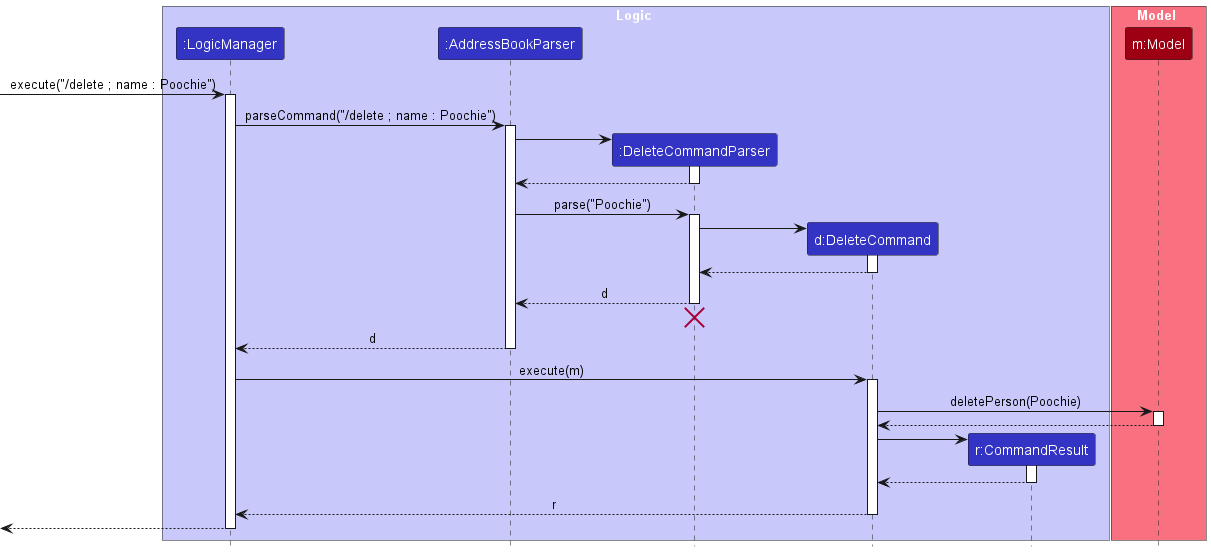 Logic
Model
:LogicManager
:AddressBookParser
m:Model
execute("/delete ; name : Poochie")
parseCommand("/delete ; name : Poochie")
:DeleteCommandParser
parse("Poochie")
d:DeleteCommand
d
d
execute(m)
deletePerson(Poochie)
r:CommandResult
r